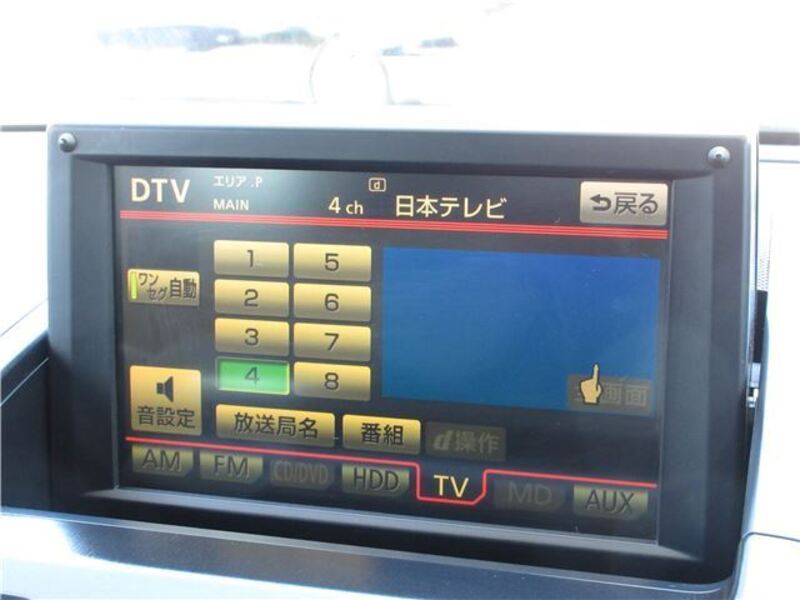 DTV エリア.P
MAIN 4 ch d 日本テレビ 戻る
ワンセグ自動
1 5
2 6
3 7
4 8
音設定 放送局名 番組 d操作
画面
AM FM CD/DVD HDD TV MD AUX